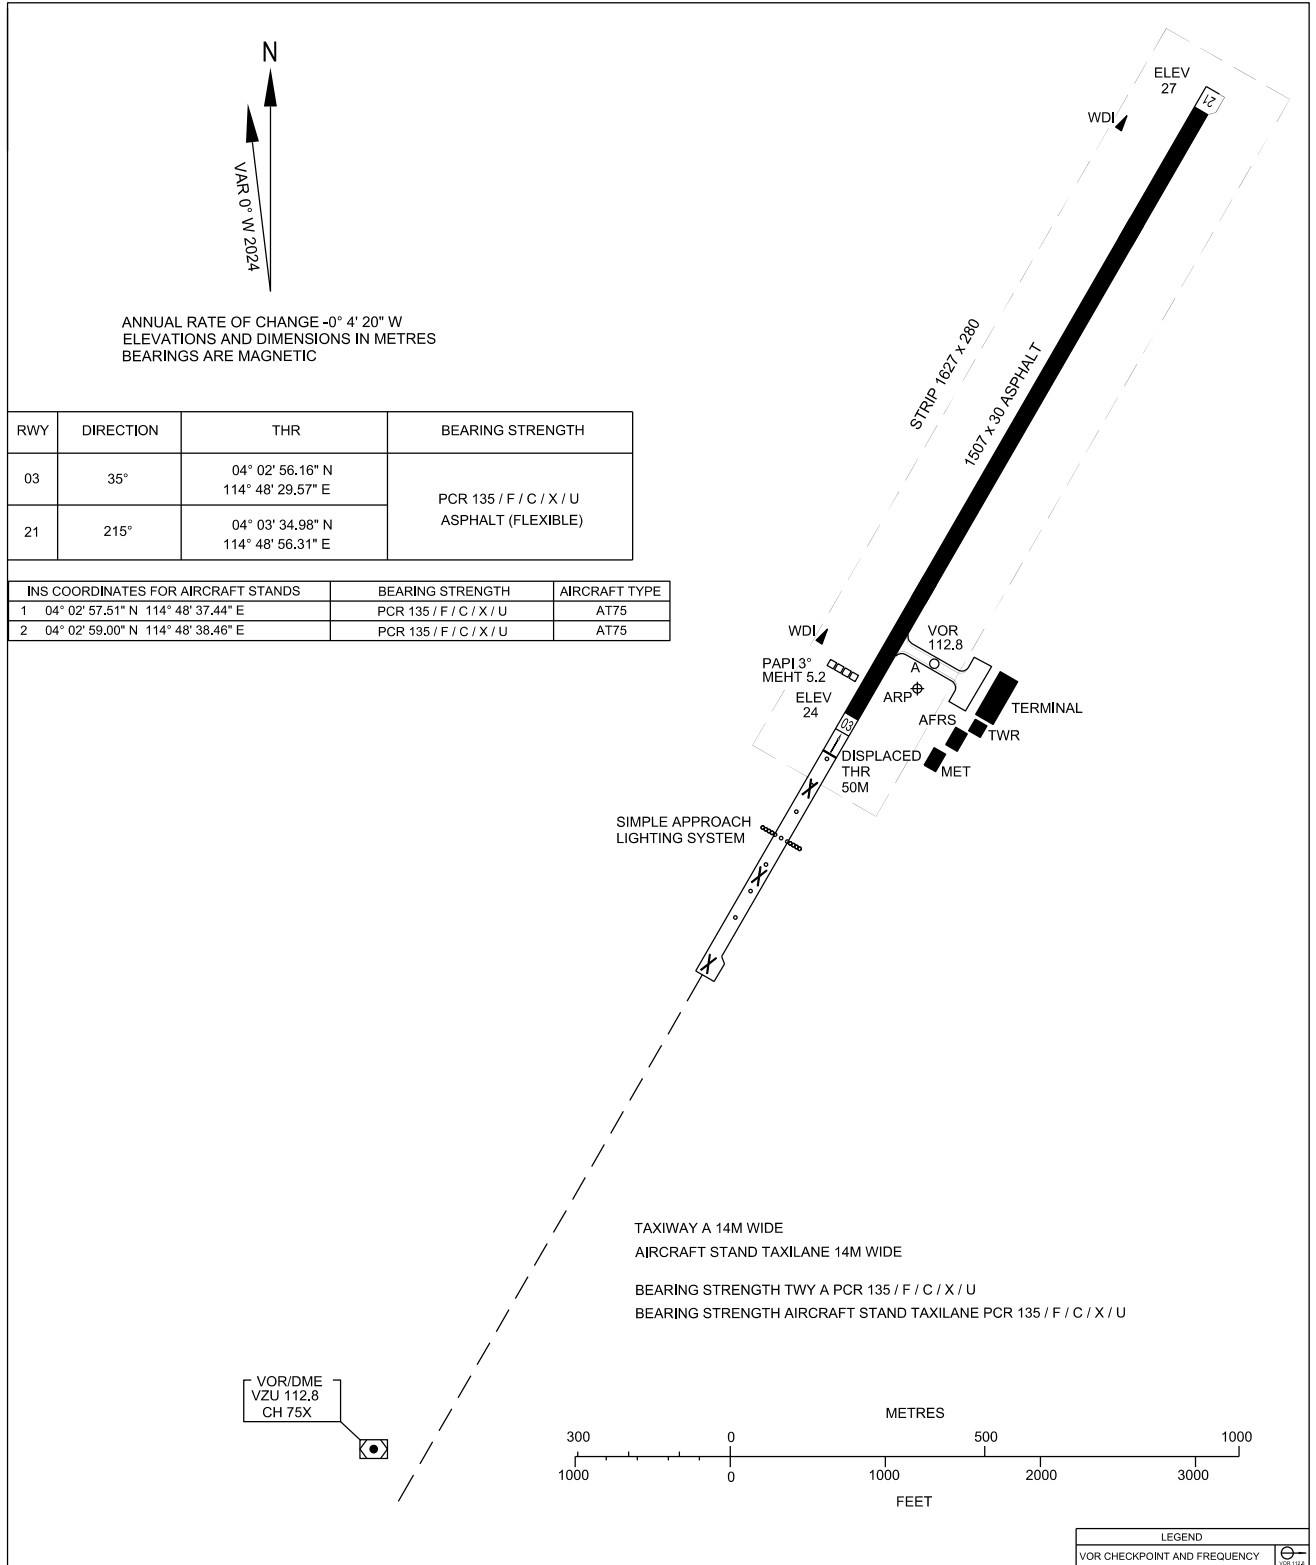 N
VAR 0° W 2024
ANNUAL RATE OF CHANGE -0° 4' 20" W
ELEVATIONS AND DIMENSIONS IN METRES
BEARINGS ARE MAGNETIC
ELEV
27
21
WDI
STRIP 1627 x 280
1507 x 30 ASPHALT
RWY DIRECTION THR BEARING STRENGTH
03 35° 04° 02' 56.16" N
114° 48' 29.57" E
PCR 135 / F / C / X / U
ASPHALT (FLEXIBLE)
21 215° 04° 03' 34.98" N
114° 48' 56.31" E
INS COORDINATES FOR AIRCRAFT STANDS BEARING STRENGTH AIRCRAFT TYPE
1 04° 02' 57.51" N 114° 48' 37.44" E PCR 135 / F / C / X / U AT75
2 04° 02' 59.00" N 114° 48' 38.46" E PCR 135 / F / C / X / U AT75
WDI
VOR
112.8
PAPI 3°
MEHT 5.2
A
ARP
ELEV
24
03
TERMINAL
AFRS
TWR
MET
DISPLACED
THR
50M
SIMPLE APPROACH
LIGHTING SYSTEM
TAXIWAY A 14M WIDE
AIRCRAFT STAND TAXILANE 14M WIDE
BEARING STRENGTH TWY A PCR 135 / F / C / X / U
BEARING STRENGTH AIRCRAFT STAND TAXILANE PCR 135 / F / C / X / U
VOR/DME
VZU 112.8
CH 75X
METRES
300 0 500 1000
1000 0 1000 2000 3000
FEET
LEGEND
VOR CHECKPOINT AND FREQUENCY
VOR 112.8